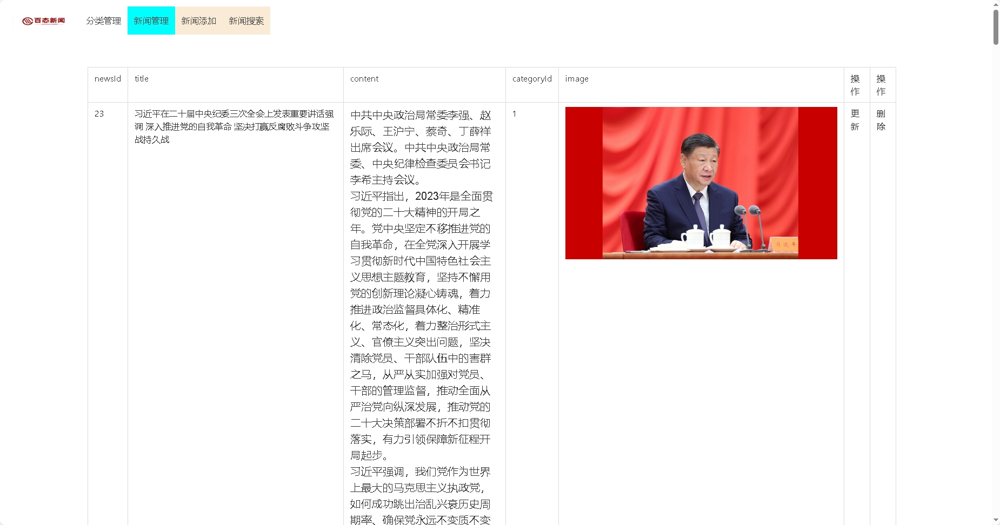 百态新闻
分类管理 新闻管理 新闻添加 新闻搜索
newsId title content categoryId image 操作 操作
23
习近平在二十届中央纪委三次全会上发表重要讲话强
调 深入推进党的自我革命 坚决打赢反腐败斗争攻坚
战持久战
中共中央政治局常委李强、赵
乐际、王沪宁、蔡奇、丁薛祥
出席会议。中共中央政治局常
委、中央纪律检查委员会书记
李希主持会议。
习近平指出，2023年是全面贯
彻党的二十大精神的开局之
年。党中央坚定不移推进党的
自我革命，在全党深入开展学
习贯彻新时代中国特色社会主
义思想主题教育，坚持不懈用
党的创新理论凝心铸魂，着力
推进政治监督具体化、精准
化、常态化，着力整治形式主
义、官僚主义突出问题，坚决
清除党员、干部队伍中的害群
之马，从严从实加强对党员、
干部的管理监督，推动全面从
严治党向纵深发展，推动党的
二十大决策部署不折不扣贯彻
落实，有力引领保障新征程开
局起步。
习近平强调，我们党作为世界
上最大的马克思主义执政党，
如何成功跳出治乱兴衰历史周
期率、确保党永远不变质不变
1
习近平
更新
删除